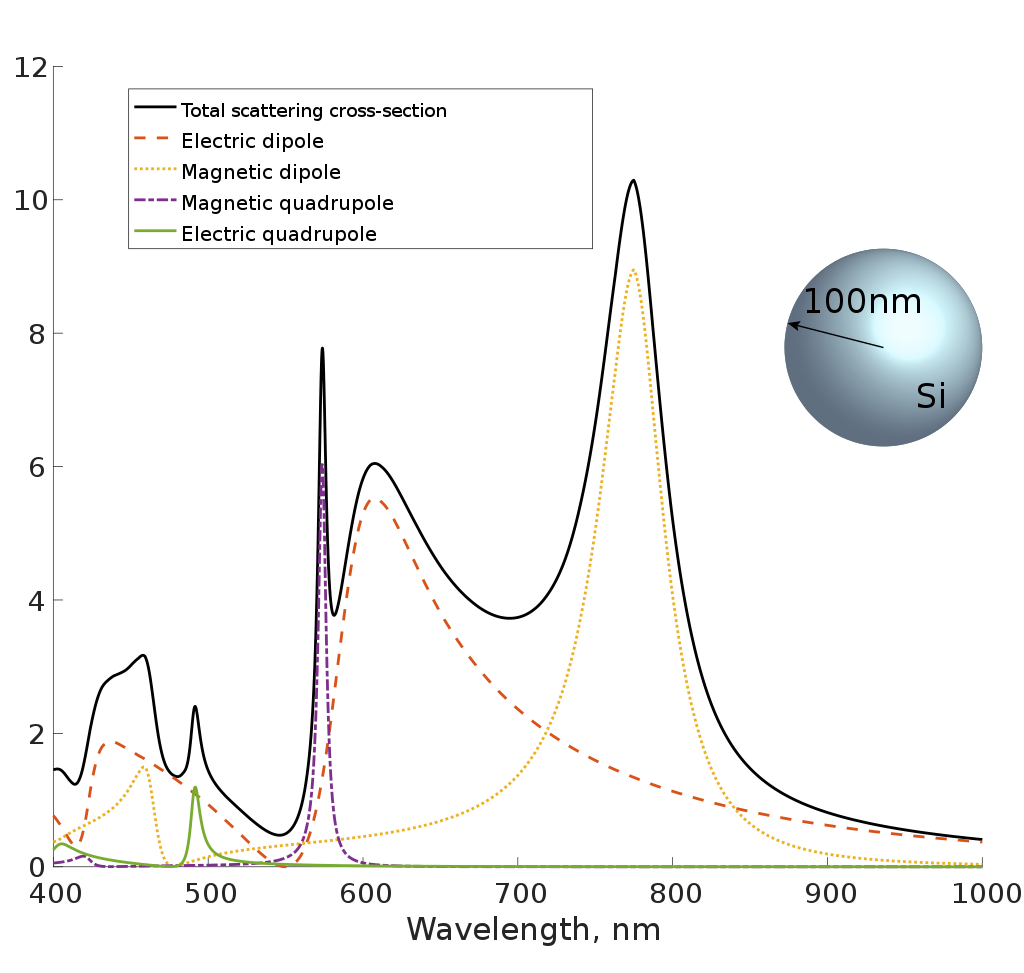 12
10
8
6
4
2
0
Total scattering cross-section
Electric dipole
Magnetic dipole
Magnetic quadrupole
Electric quadrupole
100nm
Si
400 500 600 700 800 900 1000
Wavelength, nm